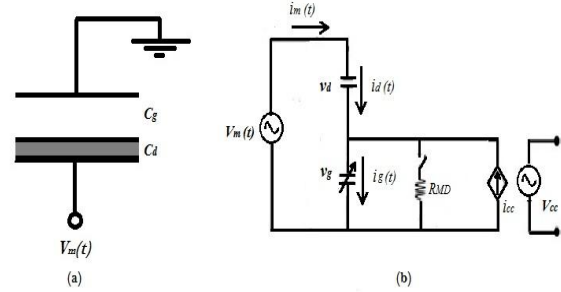 Cg
Cd
Vm(t)
(a)
im (t)
vd
id (t)
Vm (t)
vg
ig(t)
RMD
icc
Vcc
(b)